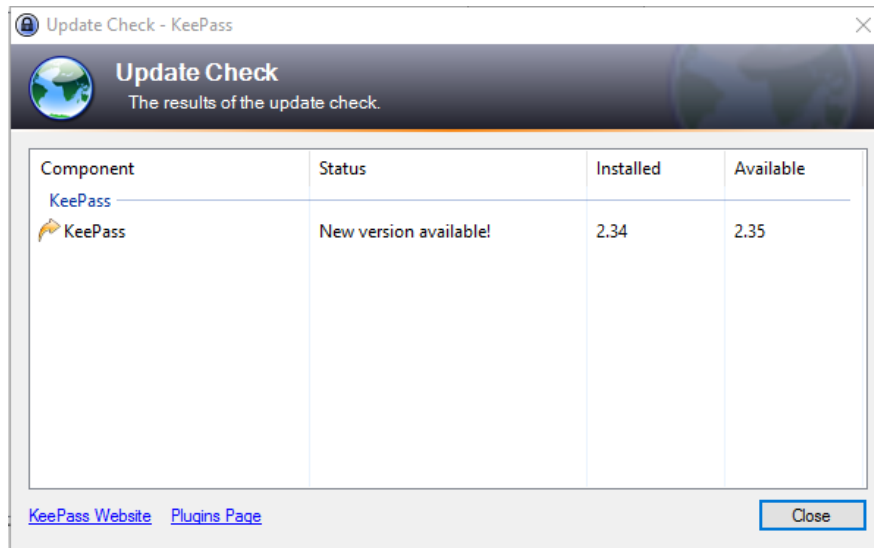 Update Check - KeePass
Update Check
The results of the update check.
Component Status Installed Available
KeePass
KeePass New version available! 2.34 2.35
KeePass Website Plugins Page Close